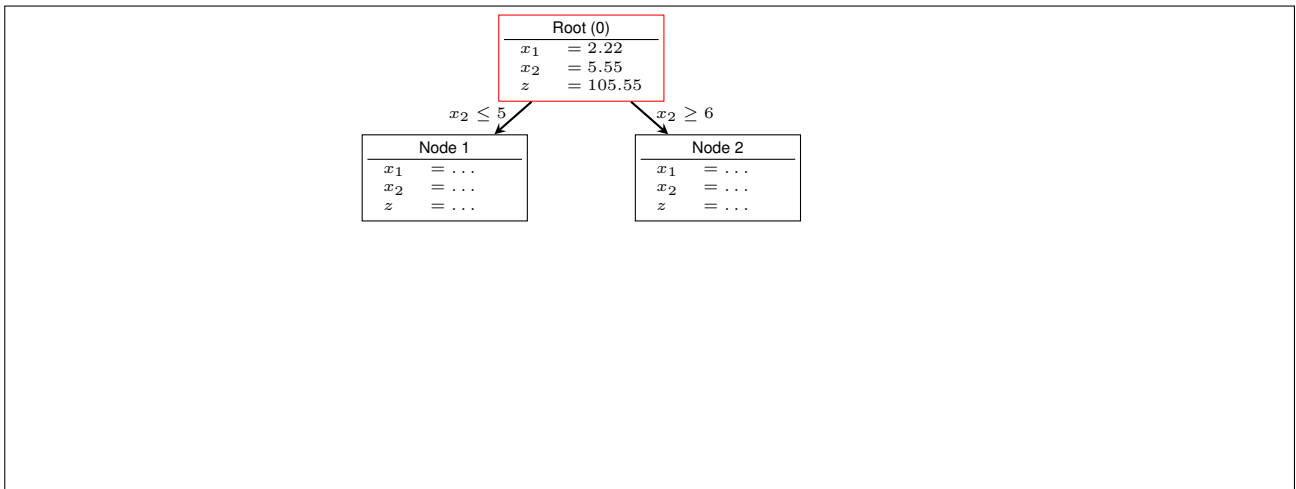 Root (0)
x₁ = 2.22
x₂ = 5.55
z = 105.55
x₂ ≤ 5
x₂ ≥ 6
Node 1
x₁ = . . .
x₂ = . . .
z = . . .
Node 2
x₁ = . . .
x₂ = . . .
z = . . .